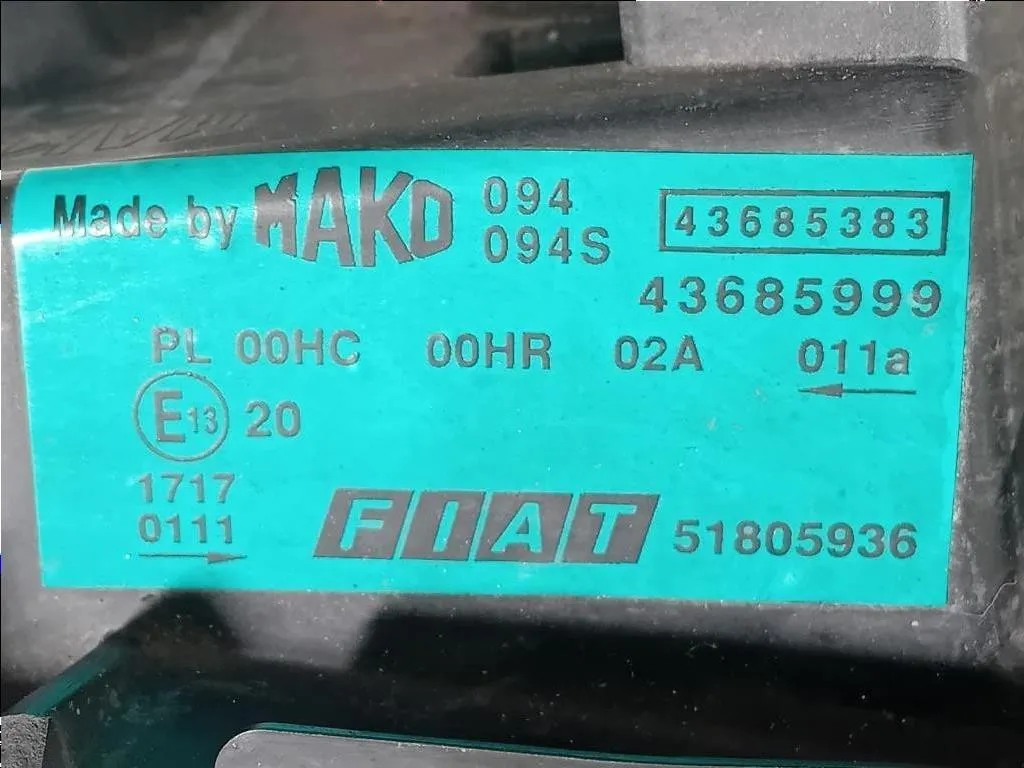 Made by MAKO 094 43685383
094S
43685999
PL 00HC 00HR 02A 011a
E13 20
1717
0111
FIAT 51805936